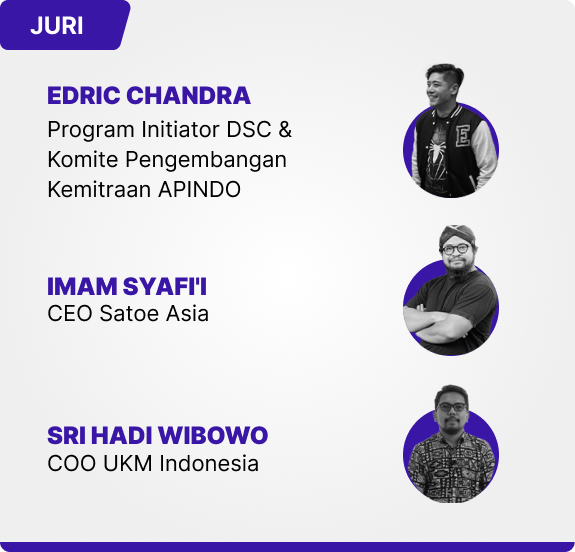 JURI
EDRIC CHANDRA
Program Initiator DSC &
Komite Pengembangan
Kemitraan APINDO
E
IMAM SYAFI'I
CEO Satoe Asia
SRI HADI WIBOWO
COO UKM Indonesia